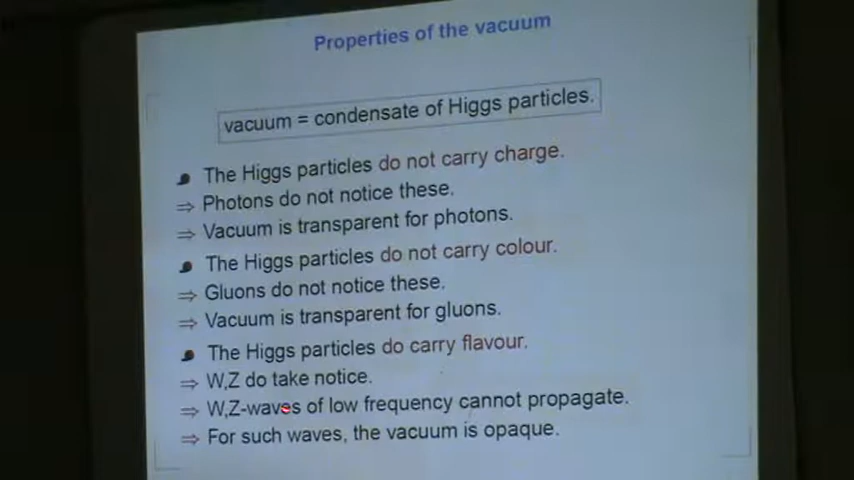 Properties of the vacuum
vacuum = condensate of Higgs particles.
The Higgs particles do not carry charge.
⇒ Photons do not notice these.
⇒ Vacuum is transparent for photons.
The Higgs particles do not carry colour.
⇒ Gluons do not notice these.
⇒ Vacuum is transparent for gluons.
The Higgs particles do carry flavour.
⇒ W,Z do take notice.
⇒ W,Z-waves of low frequency cannot propagate.
⇒ For such waves, the vacuum is opaque.